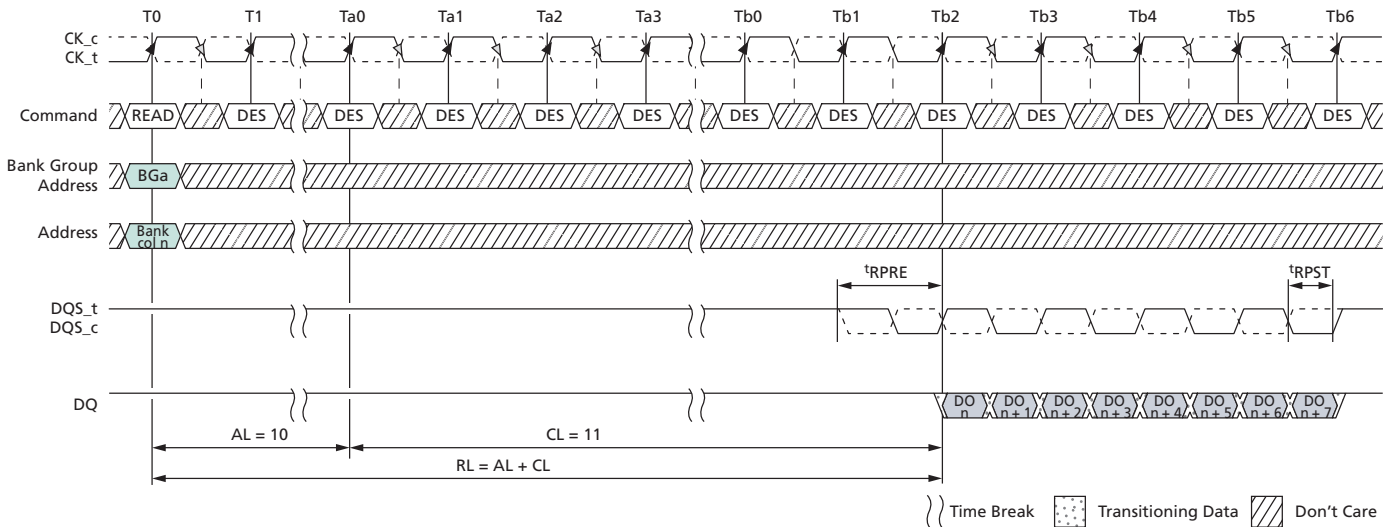 T0 T1 Ta0 Ta1 Ta2 Ta3 Tb0 Tb1 Tb2 Tb3 Tb4 Tb5 Tb6
CK_c
CK_t
Command READ DES DES DES DES DES DES DES DES DES DES DES DES
Bank Group
Address
BGa
Address
Bank
col n
tRPRE
tRPST
DQS_t
DQS_c
DQ
DO DO DO DO DO DO DO DO
n n + 1 n + 2 n + 3 n + 4 n + 5 n + 6 n + 7
AL = 10
CL = 11
RL = AL + CL
Time Break Transitioning Data Don't Care